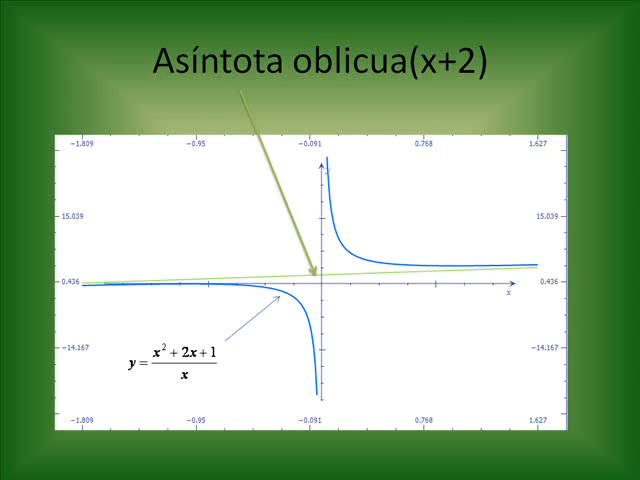 Asíntota oblicua(x+2)
−1.809 −0.95 −0.091 0.768 1.627
y
15.039 15.039
0.436 0.436
x
−14.167 −14.167
y = (x² + 2x + 1) / x
−1.809 −0.95 −0.091 0.768 1.627